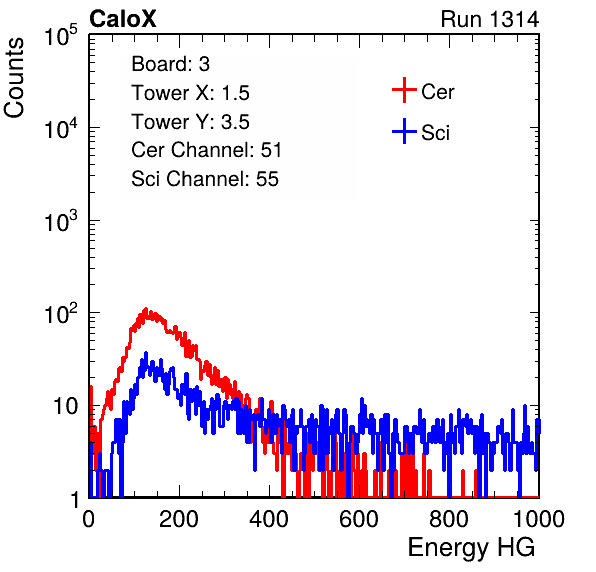 CaloX Run 1314
Counts
10^5
10^4
10^3
10^2
10
1
Board: 3
Tower X: 1.5
Tower Y: 3.5
Cer Channel: 51
Sci Channel: 55
Cer
Sci
0 200 400 600 800 1000
Energy HG